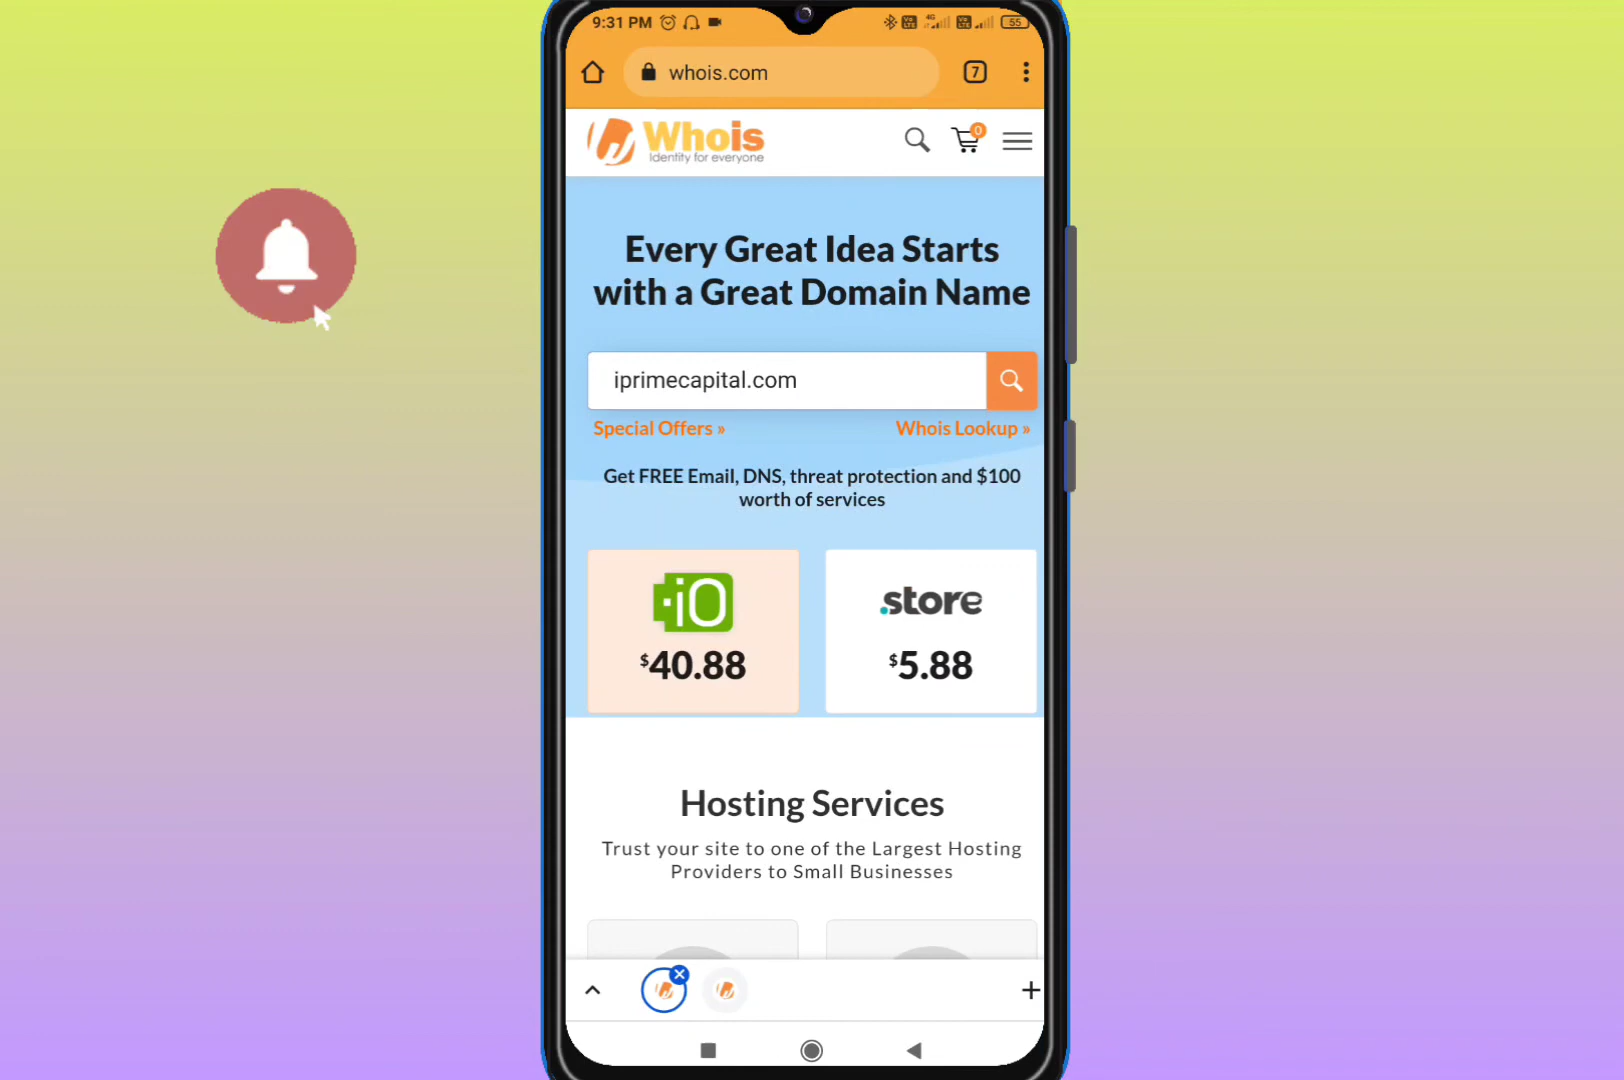 9:31 PM
55
whois.com
7
Whois
Identity for everyone
0
Every Great Idea Starts
with a Great Domain Name
iprimecapital.com
Special Offers »
Whois Lookup »
Get FREE Email, DNS, threat protection and $100
worth of services
.iO
.store
$40.88
$5.88
Hosting Services
Trust your site to one of the Largest Hosting
Providers to Small Businesses